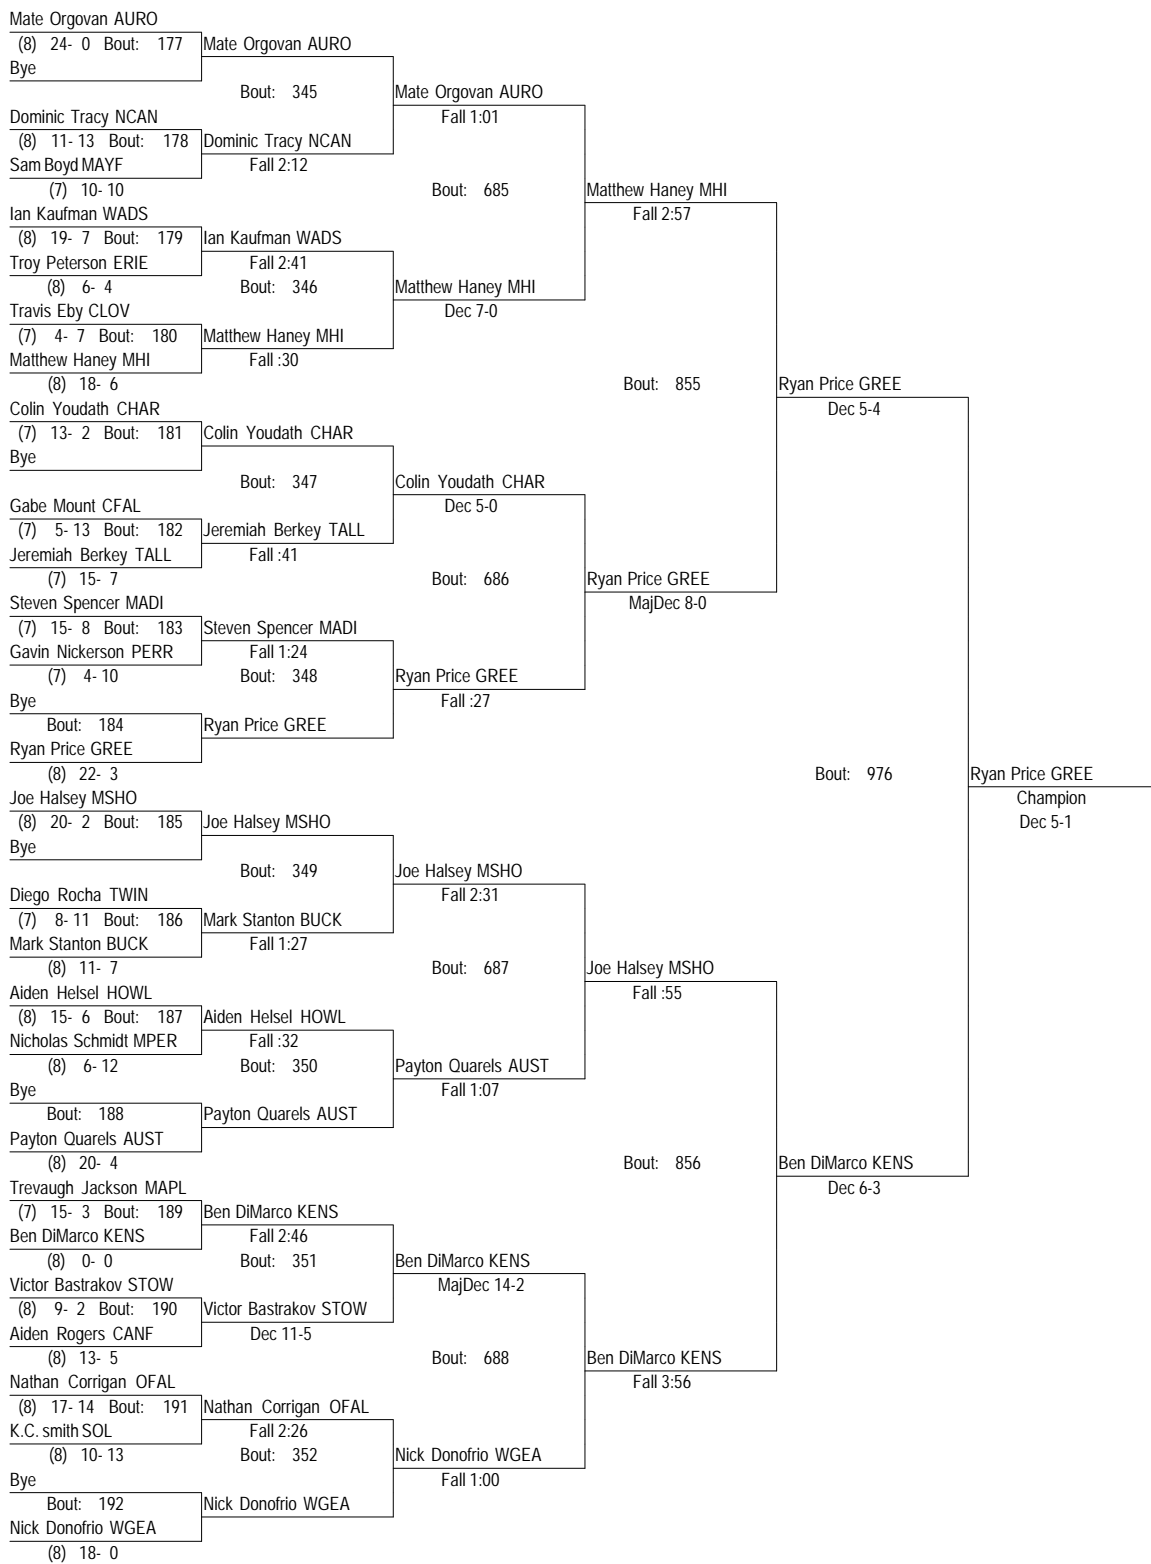 Mate Orgovan AURO
(8) 24- 0 Bout: 177 Mate Orgovan AURO
Bye
Bout: 345 Mate Orgovan AURO
Dominic Tracy NCAN Fall 1:01
(8) 11- 13 Bout: 178 Dominic Tracy NCAN
Sam Boyd MAYF Fall 2:12
(7) 10- 10 Bout: 685 Matthew Haney MHI
Ian Kaufman WADS Fall 2:57
(8) 19- 7 Bout: 179 Ian Kaufman WADS
Troy Peterson ERIE Fall 2:41
(8) 6- 4 Bout: 346 Matthew Haney MHI
Travis Eby CLOV Dec 7-0
(7) 4- 7 Bout: 180 Matthew Haney MHI
Matthew Haney MHI Fall :30
(8) 18- 6 Bout: 855 Ryan Price GREE
Colin Youdath CHAR Dec 5-4
(7) 13- 2 Bout: 181 Colin Youdath CHAR
Bye
Bout: 347 Colin Youdath CHAR
Gabe Mount CFAL Dec 5-0
(7) 5- 13 Bout: 182 Jeremiah Berkey TALL
Jeremiah Berkey TALL Fall :41
(7) 15- 7 Bout: 686 Ryan Price GREE
Steven Spencer MADI MajDec 8-0
(7) 15- 8 Bout: 183 Steven Spencer MADI
Gavin Nickerson PERR Fall 1:24
(7) 4- 10 Bout: 348 Ryan Price GREE
Bye Fall :27
Bout: 184 Ryan Price GREE
Ryan Price GREE
(8) 22- 3 Bout: 976 Ryan Price GREE
Joe Halsey MSHO Champion
(8) 20- 2 Bout: 185 Joe Halsey MSHO Dec 5-1
Bye
Bout: 349 Joe Halsey MSHO
Diego Rocha TWIN Fall 2:31
(7) 8- 11 Bout: 186 Mark Stanton BUCK
Mark Stanton BUCK Fall 1:27
(8) 11- 7 Bout: 687 Joe Halsey MSHO
Aiden Helsel HOWL Fall :55
(8) 15- 6 Bout: 187 Aiden Helsel HOWL
Nicholas Schmidt MPER Fall :32
(8) 6- 12 Bout: 350 Payton Quarels AUST
Bye Fall 1:07
Bout: 188 Payton Quarels AUST
Payton Quarels AUST
(8) 20- 4 Bout: 856 Ben DiMarco KENS
Trevaugh Jackson MAPL Dec 6-3
(7) 15- 3 Bout: 189 Ben DiMarco KENS
Ben DiMarco KENS Fall 2:46
(8) 0- 0 Bout: 351 Ben DiMarco KENS
Victor Bastrakov STOW MajDec 14-2
(8) 9- 2 Bout: 190 Victor Bastrakov STOW
Aiden Rogers CANF Dec 11-5
(8) 13- 5 Bout: 688 Ben DiMarco KENS
Nathan Corrigan OFAL Fall 3:56
(8) 17- 14 Bout: 191 Nathan Corrigan OFAL
K.C. smith SOL Fall 2:26
(8) 10- 13 Bout: 352 Nick Donofrio WGEA
Bye Fall 1:00
Bout: 192 Nick Donofrio WGEA
Nick Donofrio WGEA
(8) 18- 0